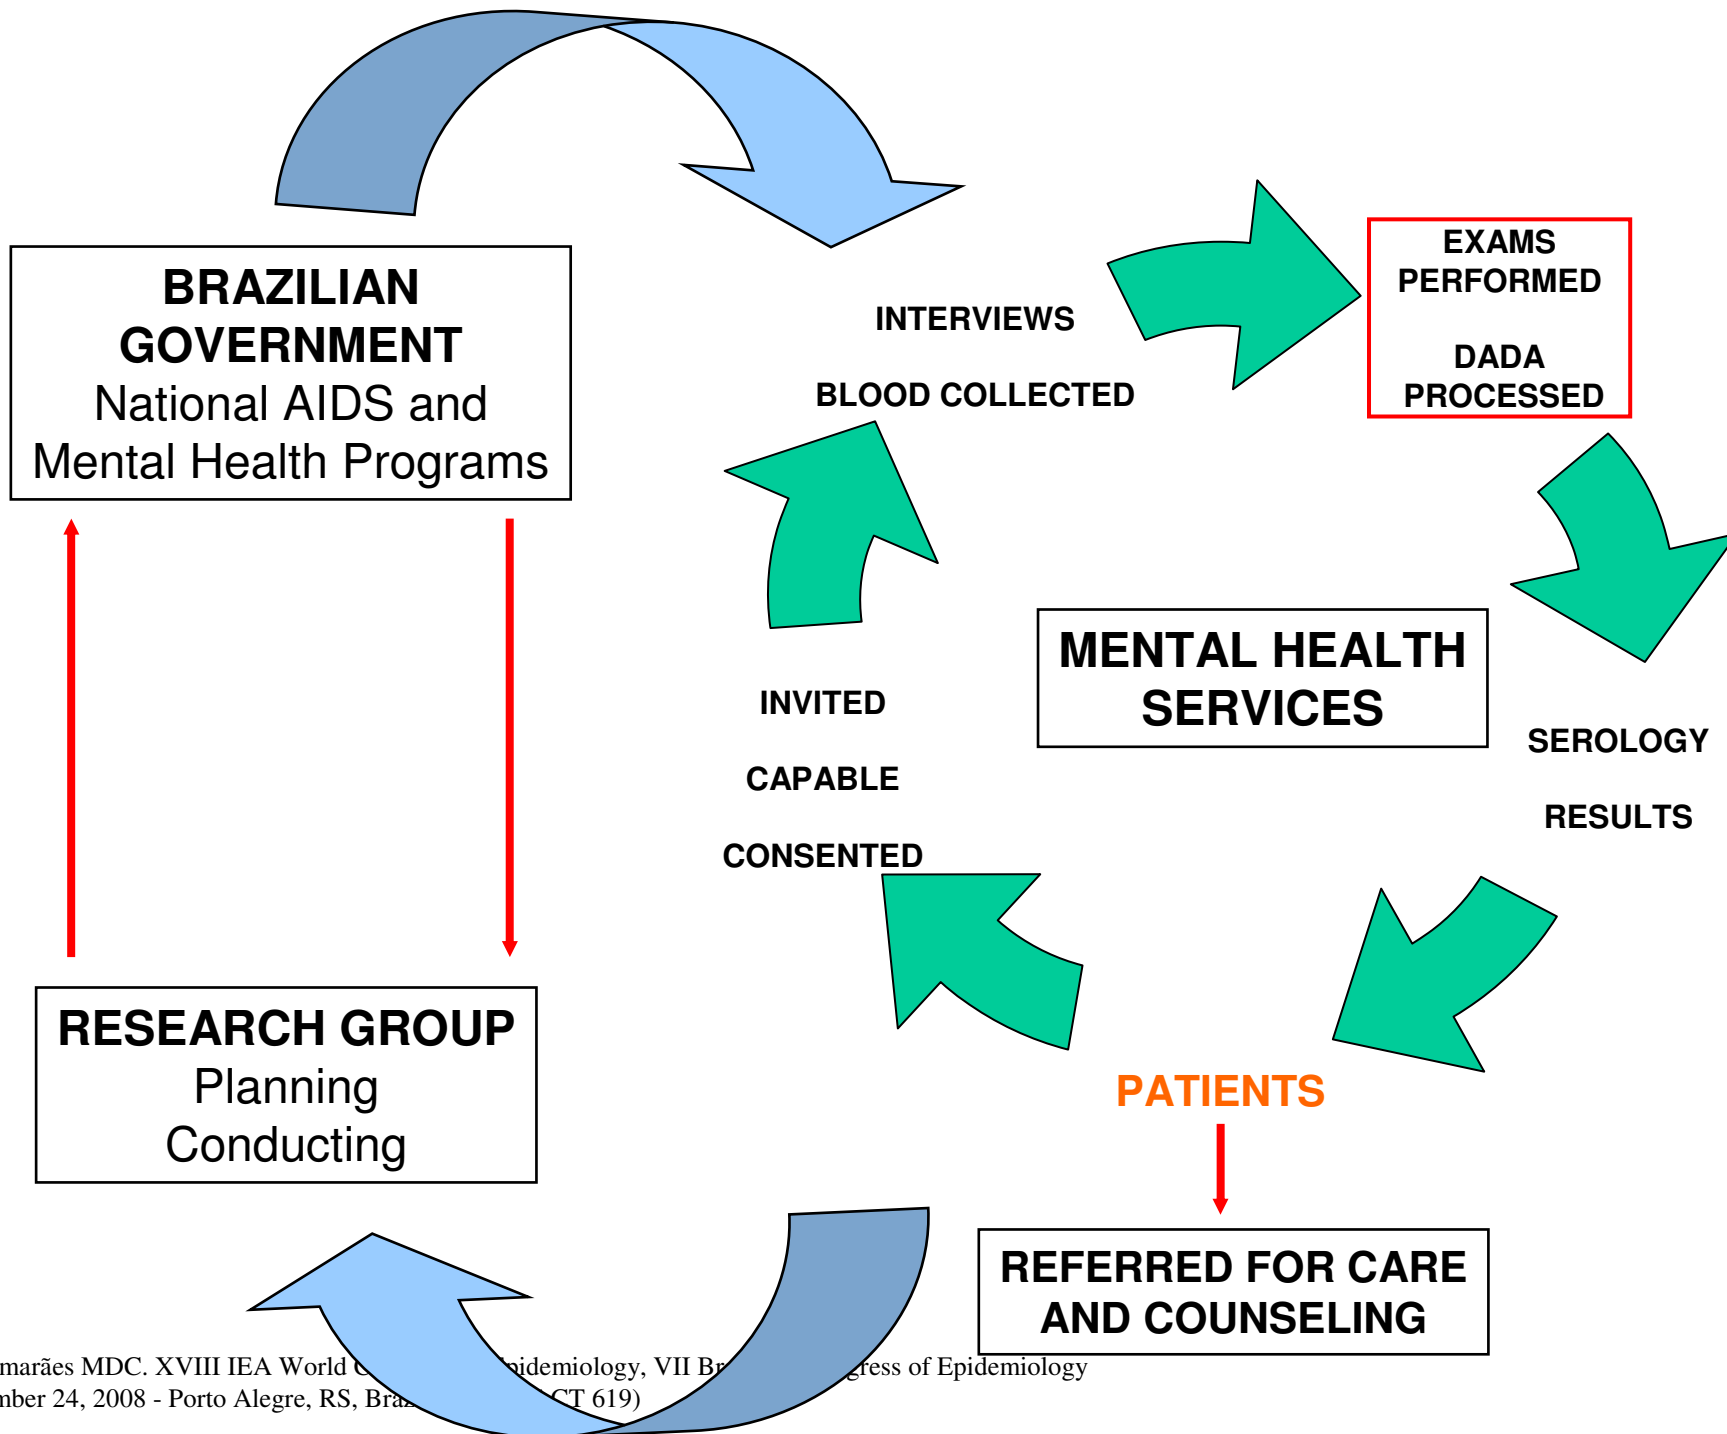 BRAZILIAN
GOVERNMENT
National AIDS and
Mental Health Programs
INTERVIEWS
BLOOD COLLECTED
EXAMS
PERFORMED
DADA
PROCESSED
INVITED
CAPABLE
CONSENTED
MENTAL HEALTH
SERVICES
SEROLOGY
RESULTS
RESEARCH GROUP
Planning
Conducting
PATIENTS
REFERRED FOR CARE
AND COUNSELING
marães MDC. XVIII IEA World pidemiology, VII Br gress of Epidemiology
mber 24, 2008 - Porto Alegre, RS, Braz CT 619)